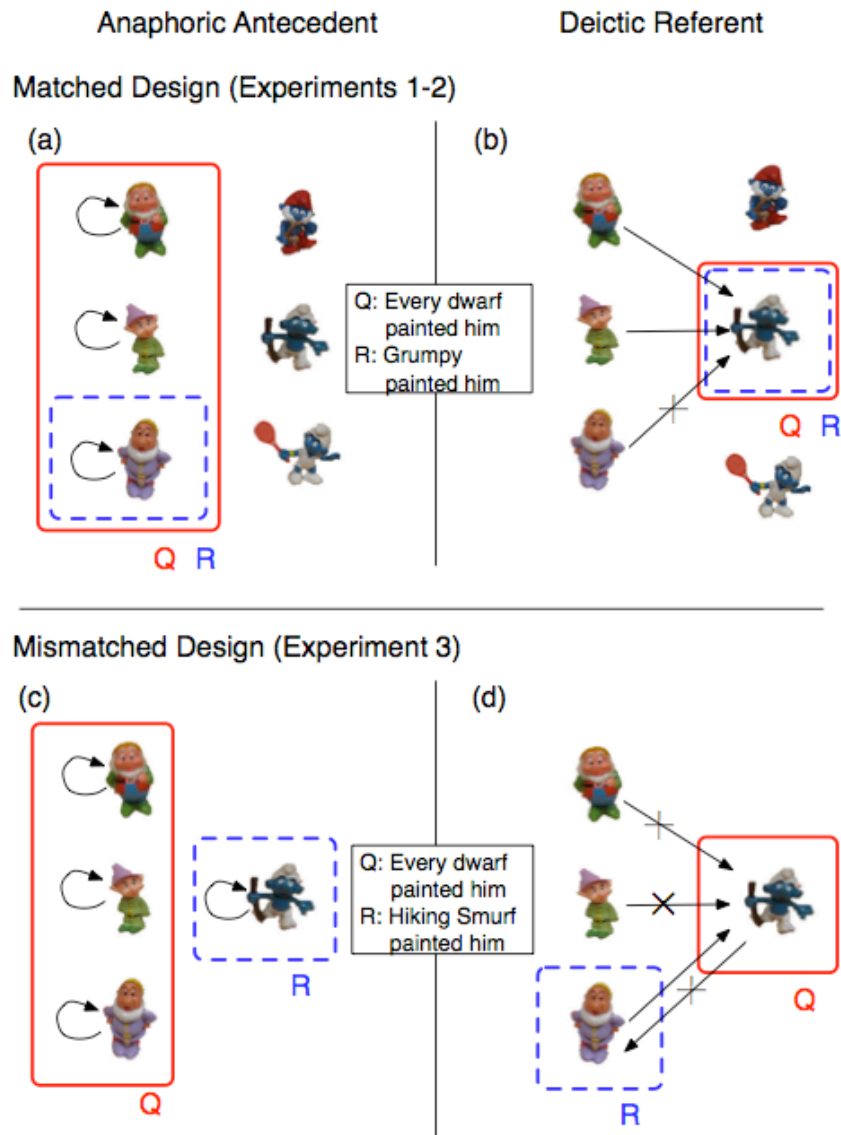 Anaphoric Antecedent
Deictic Referent
Matched Design (Experiments 1-2)
(a)
(b)
Q: Every dwarf
painted him
R: Grumpy
painted him
Q R
Q R
Mismatched Design (Experiment 3)
(c)
(d)
Q: Every dwarf
painted him
R: Hiking Smurf
painted him
R
Q
Q
R